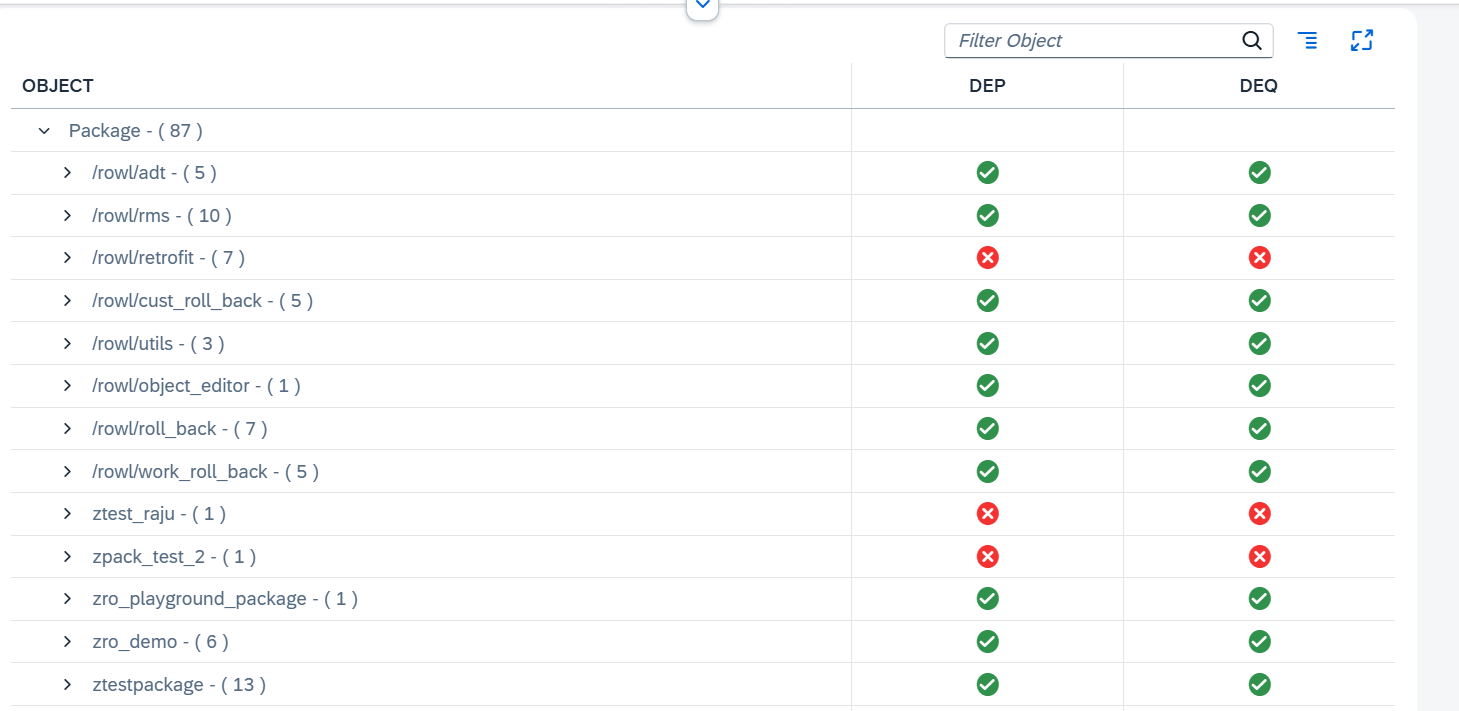 Filter Object
OBJECT DEP DEQ
Package - ( 87 )
/rowl/adt - ( 5 )
/rowl/rms - ( 10 )
/rowl/retrofit - ( 7 )
/rowl/cust_roll_back - ( 5 )
/rowl/utils - ( 3 )
/rowl/object_editor - ( 1 )
/rowl/roll_back - ( 7 )
/rowl/work_roll_back - ( 5 )
ztest_raju - ( 1 )
zpack_test_2 - ( 1 )
zro_playground_package - ( 1 )
zro_demo - ( 6 )
ztestpackage - ( 13 )